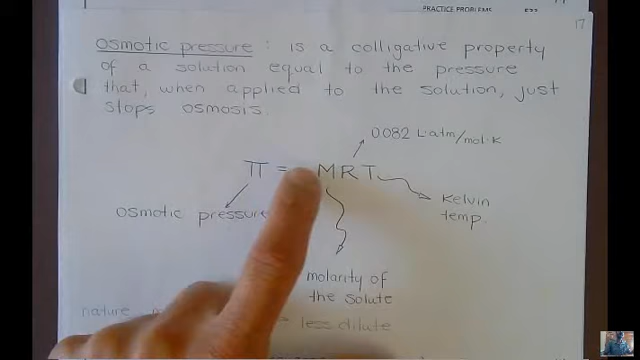 PRACTICE PROBLEMS
17
osmotic pressure : is a colligative property
of a solution equal to the pressure
that, when applied to the solution, just
stops osmosis.
0.082 L·atm/mol·K
π = MRT
Kelvin
temp.
osmotic pressure
molarity of
the solute
nature
= less dilute